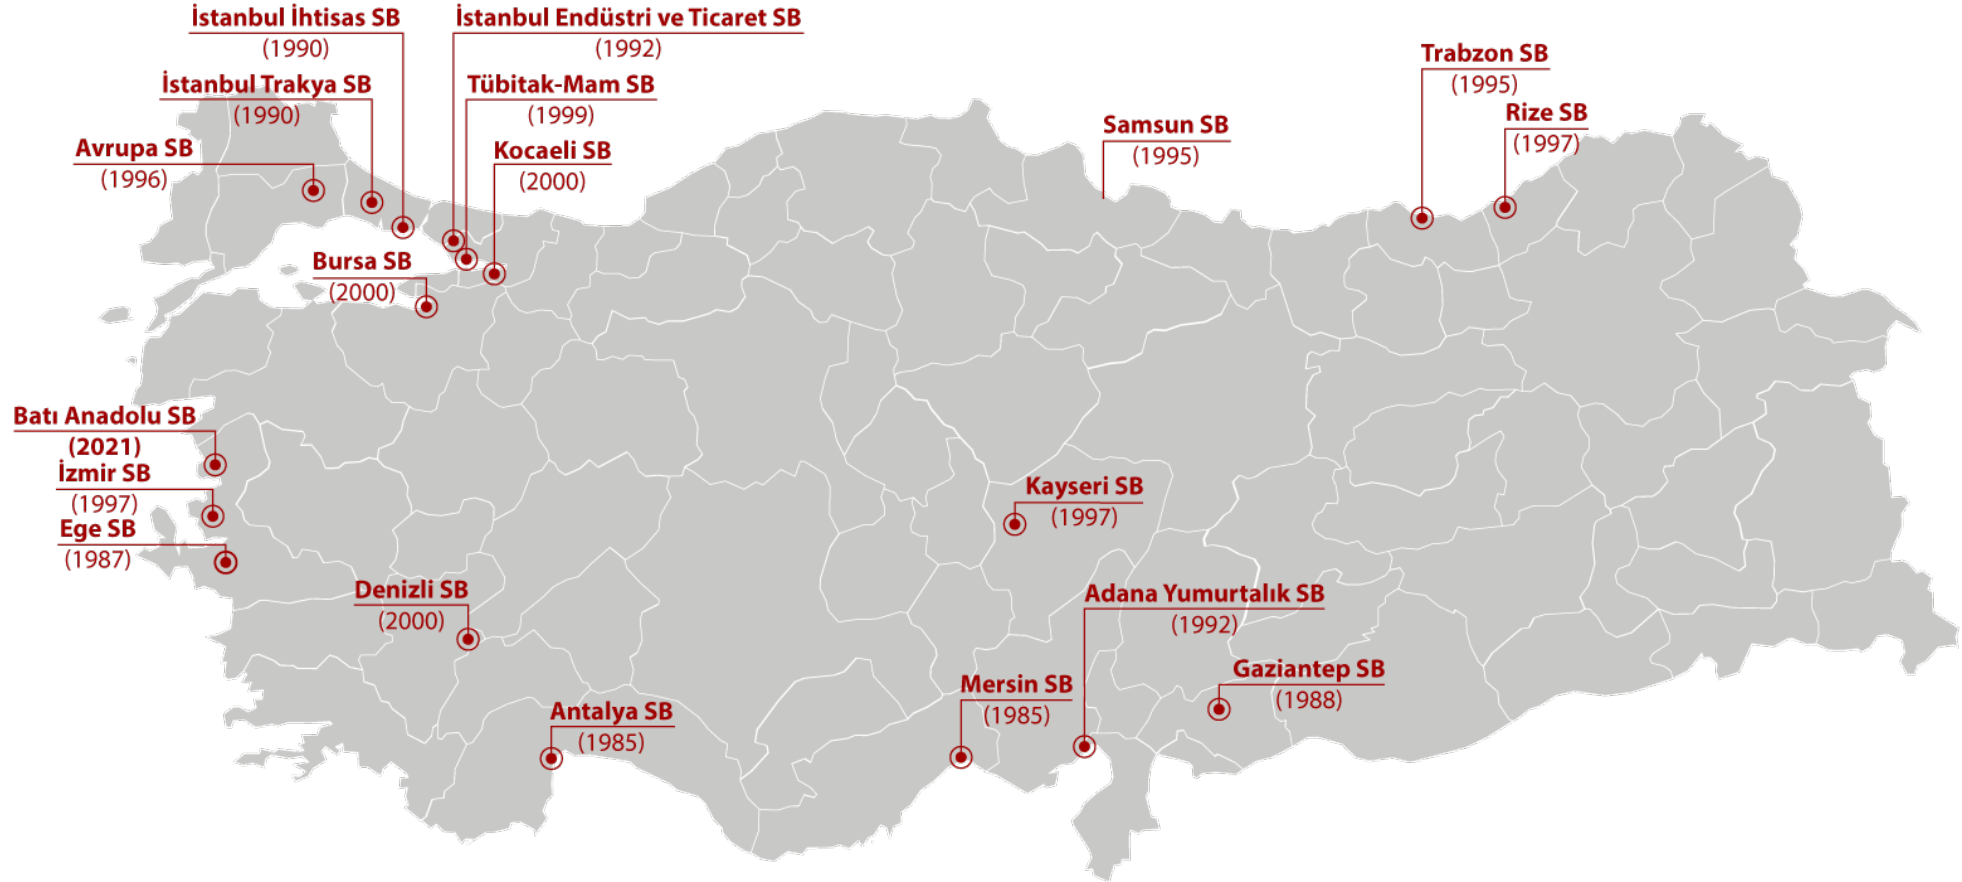 İstanbul İhtisas SB
(1990)
İstanbul Endüstri ve Ticaret SB
(1992)
İstanbul Trakya SB
(1990)
Tübitak-Mam SB
(1999)
Avrupa SB
(1996)
Kocaeli SB
(2000)
Bursa SB
(2000)
Trabzon SB
(1995)
Samsun SB
(1995)
Rize SB
(1997)
Batı Anadolu SB
(2021)
İzmir SB
(1997)
Ege SB
(1987)
Kayseri SB
(1997)
Denizli SB
(2000)
Adana Yumurtalık SB
(1992)
Gaziantep SB
(1988)
Mersin SB
(1985)
Antalya SB
(1985)